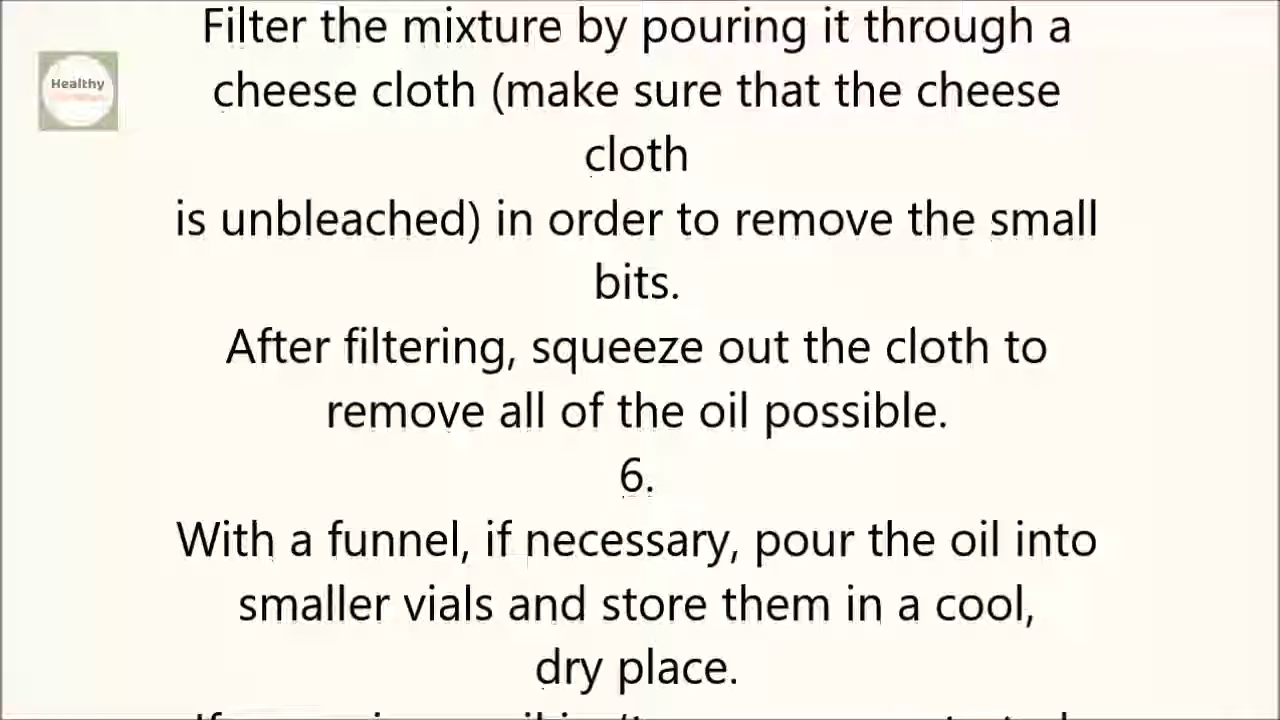 Filter the mixture by pouring it through a
Healthy
cheese cloth (make sure that the cheese
cloth
is unbleached) in order to remove the small
bits.
After filtering, squeeze out the cloth to
remove all of the oil possible.
6.
With a funnel, if necessary, pour the oil into
smaller vials and store them in a cool,
dry place.